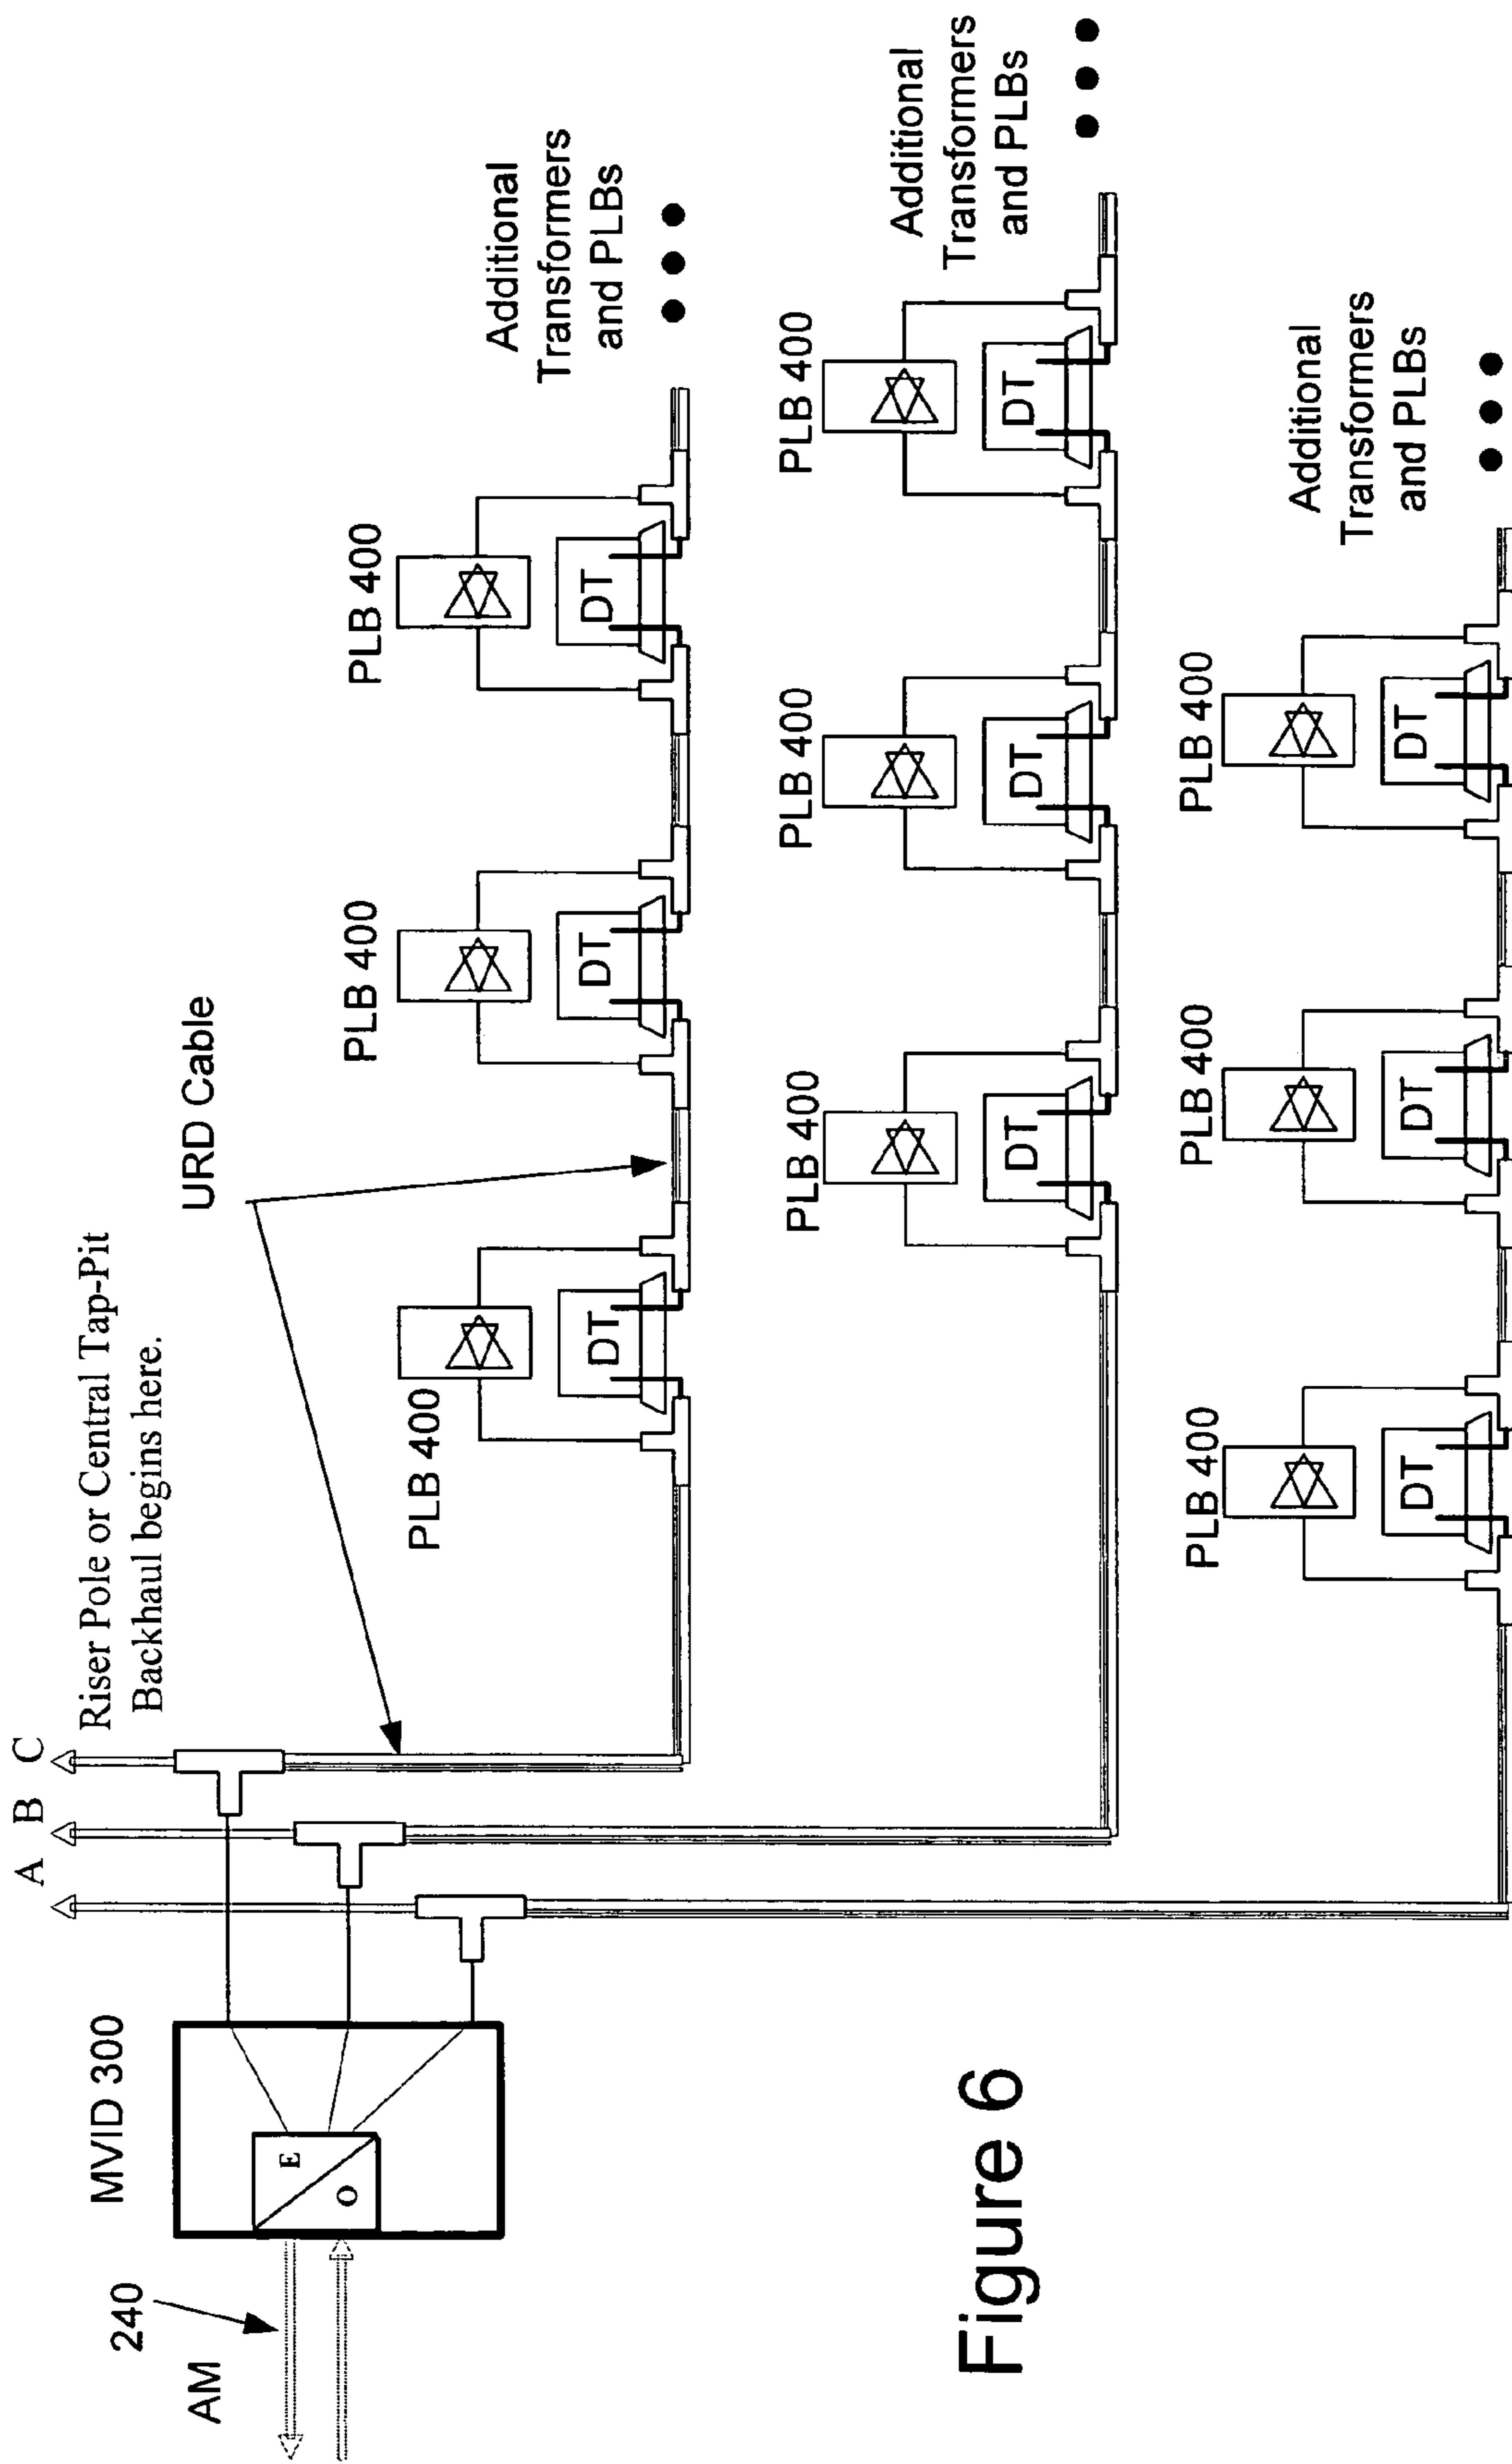 A
B
C
Riser Pole or Central Tap-Pit
Backhaul begins here.
MVID 300
E
O
240
AM
URD Cable
PLB 400
PLB 400
PLB 400
DT
DT
DT
Additional
Transformers
and PLBs
PLB 400
PLB 400
PLB 400
DT
DT
DT
Additional
Transformers
and PLBs
PLB 400
PLB 400
PLB 400
DT
DT
DT
Additional
Transformers
and PLBs
Figure 6